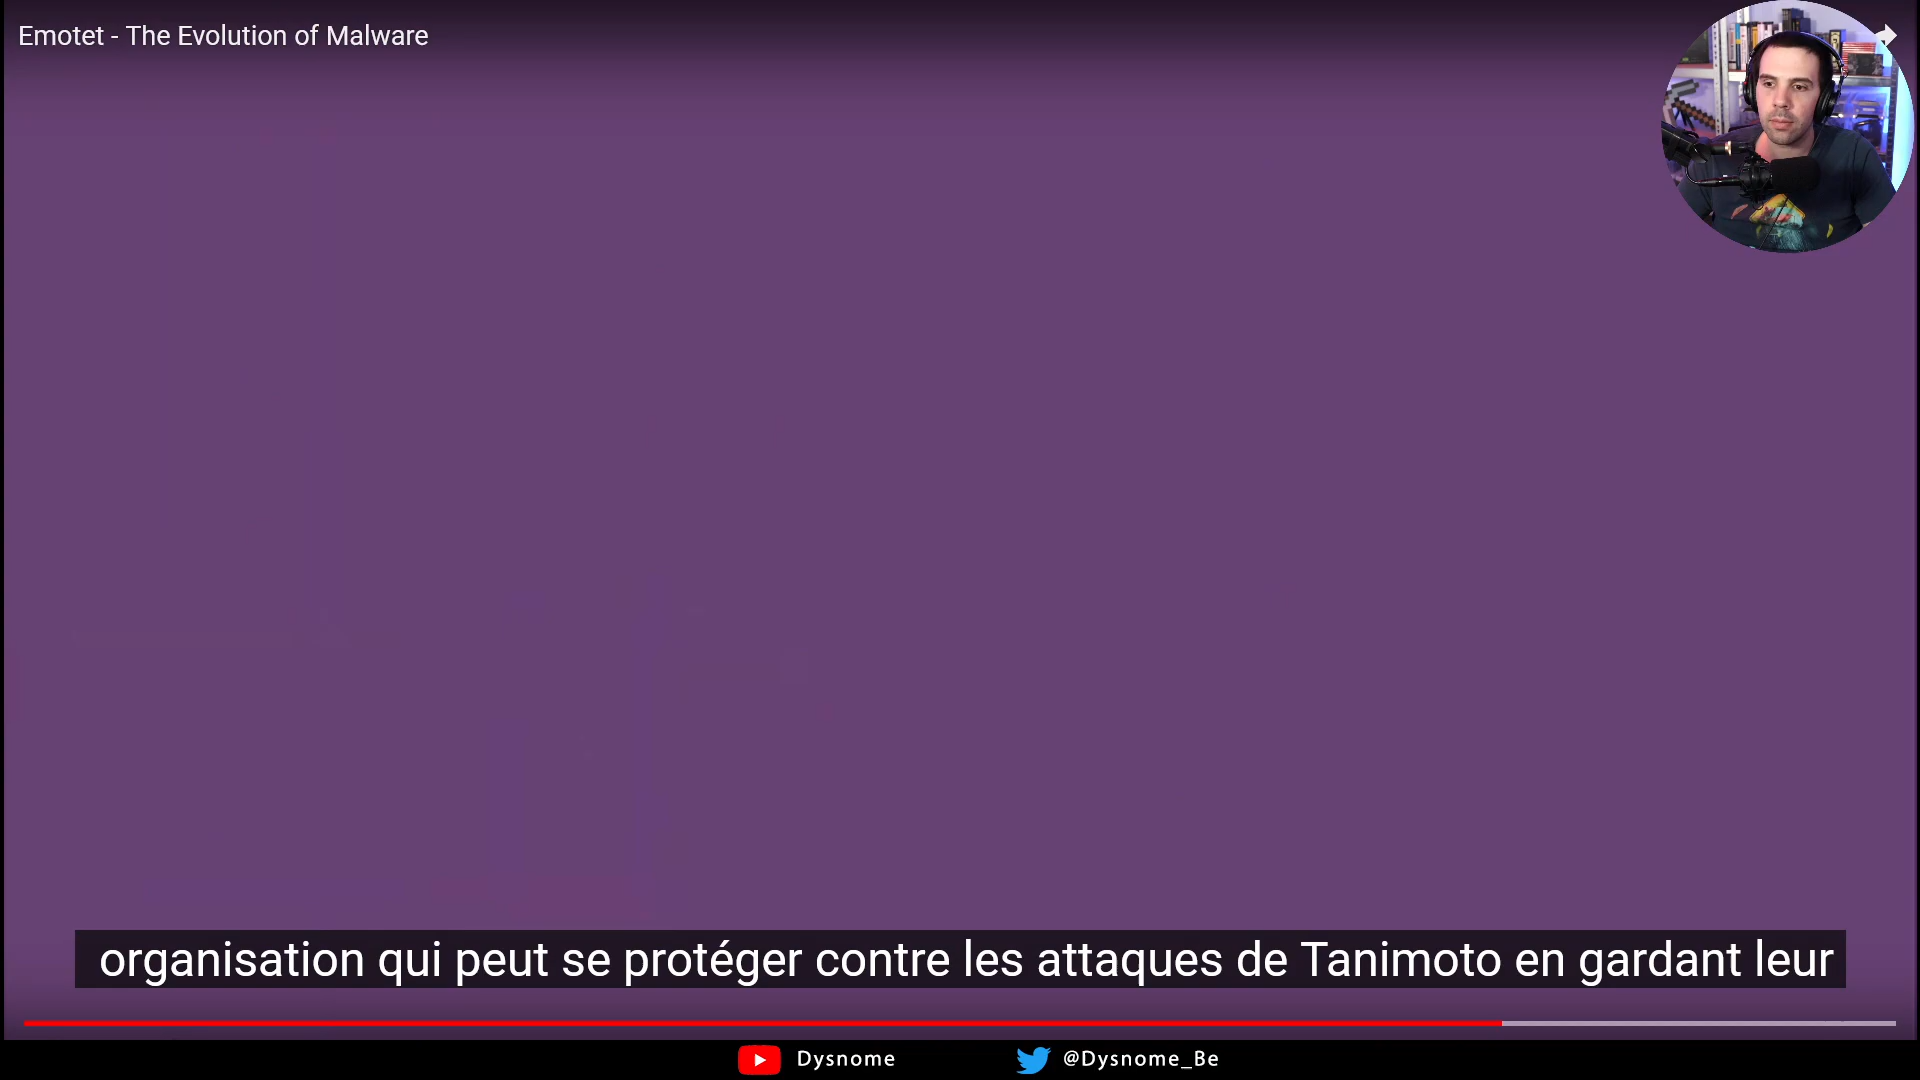 Emotet - The Evolution of Malware
organisation qui peut se protéger contre les attaques de Tanimoto en gardant leur
Dysnome
@Dysnome_Be